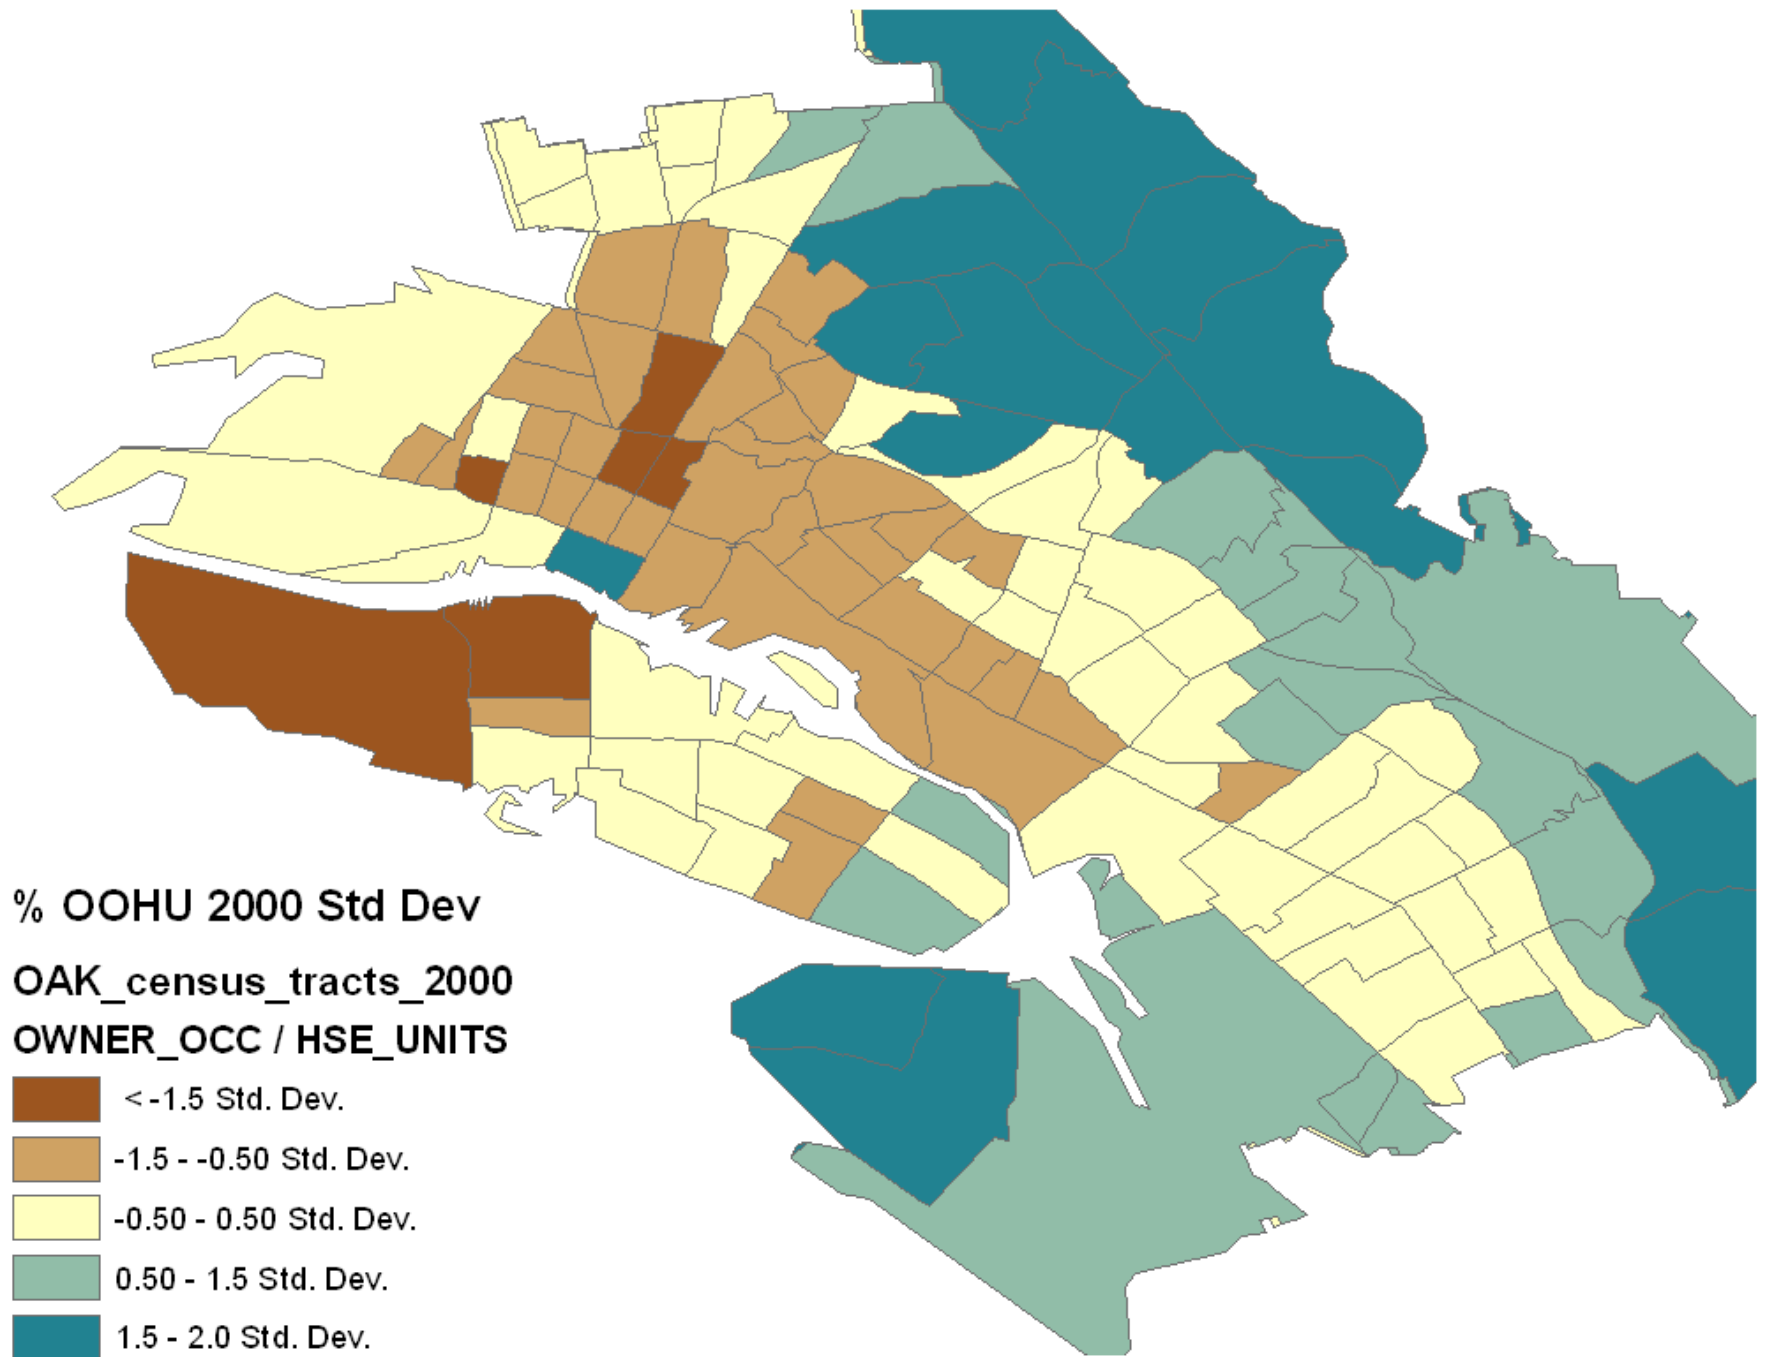 % OOHU 2000 Std Dev
OAK_census_tracts_2000
OWNER_OCC / HSE_UNITS
< -1.5 Std. Dev.
-1.5 - -0.50 Std. Dev.
-0.50 - 0.50 Std. Dev.
0.50 - 1.5 Std. Dev.
1.5 - 2.0 Std. Dev.